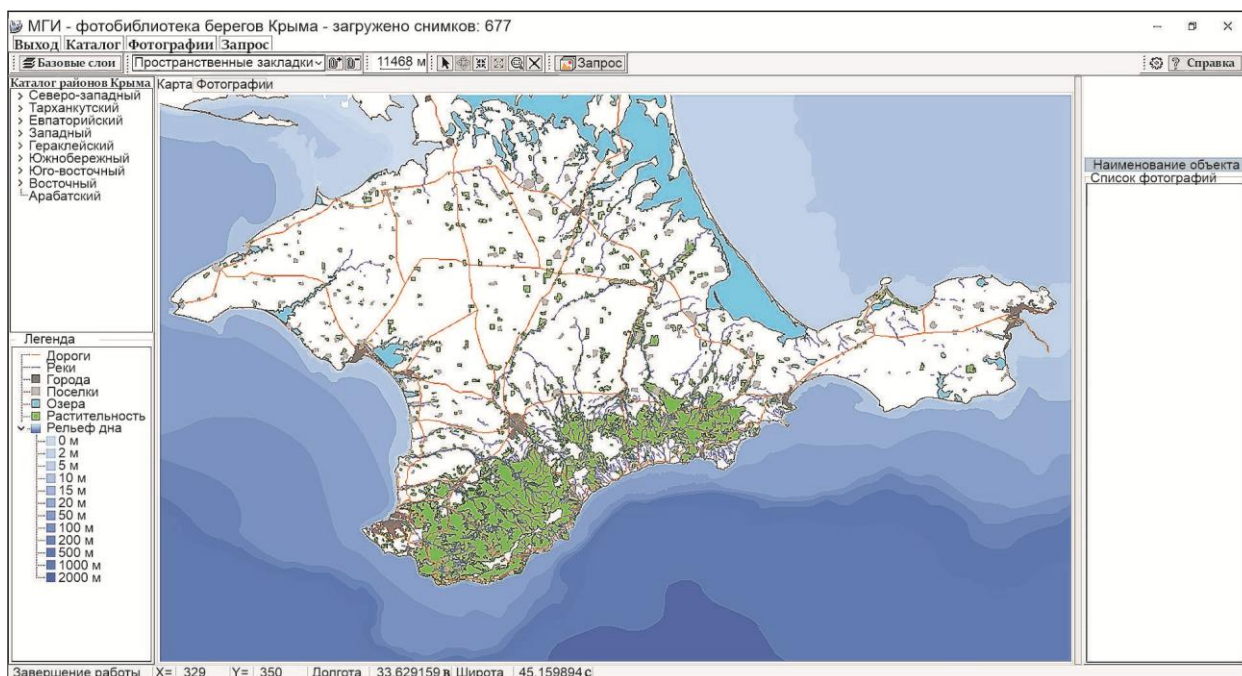 МГИ - фотобиблиотека берегов Крыма - загружено снимков: 677
Выход Каталог Фотографии Запрос
Базовые слои Пространственные закладки 11468 м Запрос ? Справка
Каталог районов Крыма
Северо-западный
Тарханкутский
Евпаторийский
Западный
Гераклейский
Южнобережный
Юго-восточный
Восточный
Арабатский
Карта Фотографии
Наименование объекта
Список фотографий
Легенда
Дороги
Реки
Города
Поселки
Озера
Растительность
Рельеф дна
0 м
2 м
5 м
10 м
15 м
20 м
50 м
100 м
200 м
500 м
1000 м
2000 м
Завершение работы X= 329 Y= 350 Долгота 33.629159 в Широта 45.159894 с